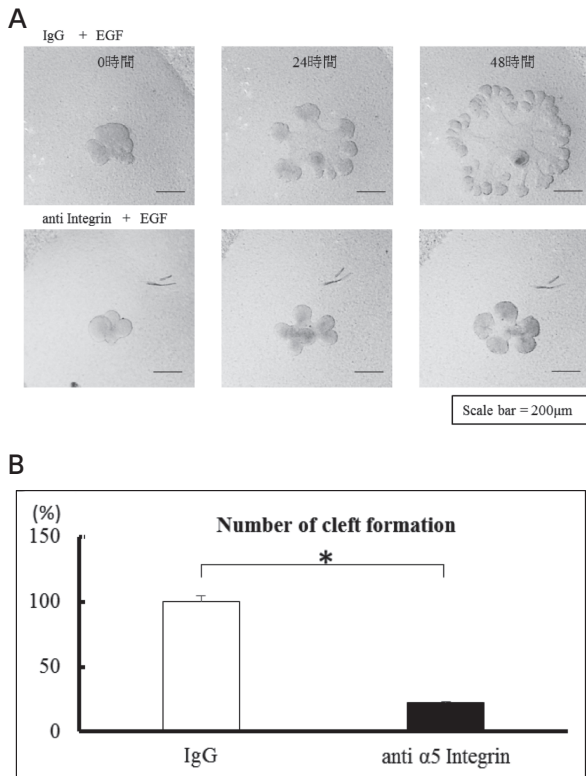 A
IgG + EGF
0時間
24時間
48時間
anti Integrin + EGF
Scale bar = 200μm
B
(%)
Number of cleft formation
150
*
100
50
0
IgG
anti α5 Integrin